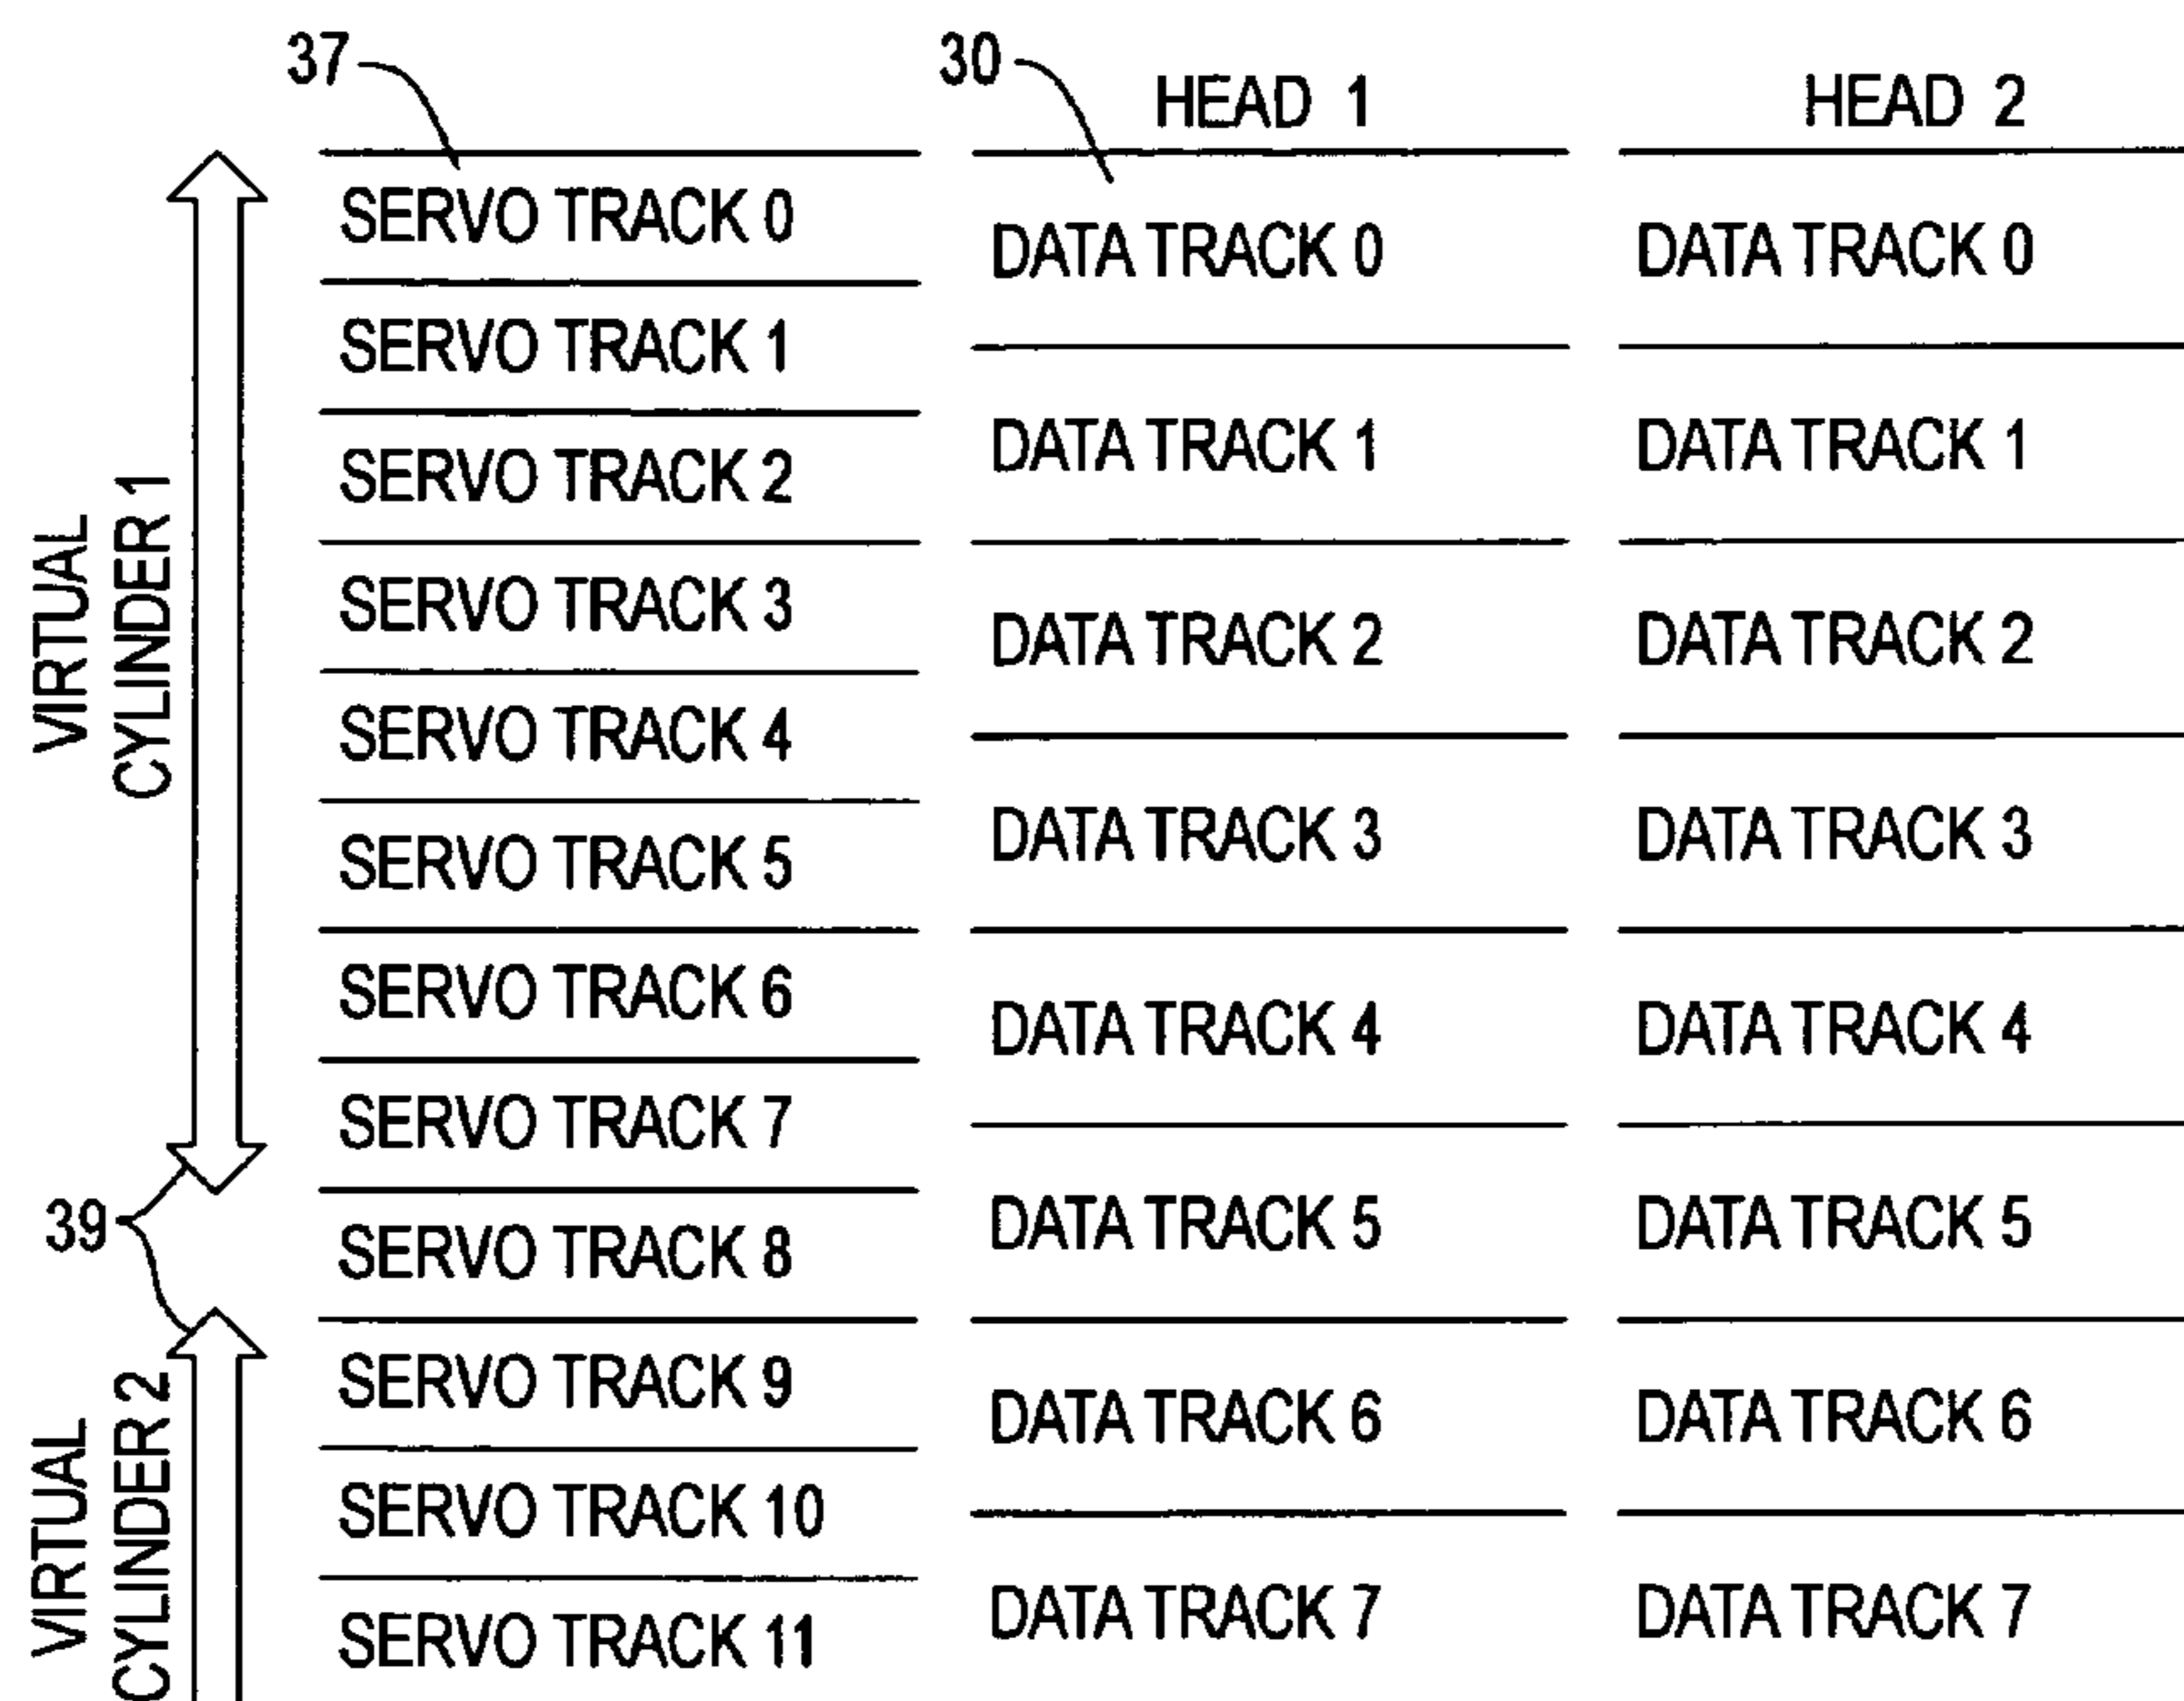 37
30
HEAD 1
HEAD 2
SERVO TRACK 0
SERVO TRACK 1
SERVO TRACK 2
SERVO TRACK 3
SERVO TRACK 4
SERVO TRACK 5
SERVO TRACK 6
SERVO TRACK 7
SERVO TRACK 8
SERVO TRACK 9
SERVO TRACK 10
SERVO TRACK 11
DATA TRACK 0
DATA TRACK 1
DATA TRACK 2
DATA TRACK 3
DATA TRACK 4
DATA TRACK 5
DATA TRACK 6
DATA TRACK 7
DATA TRACK 0
DATA TRACK 1
DATA TRACK 2
DATA TRACK 3
DATA TRACK 4
DATA TRACK 5
DATA TRACK 6
DATA TRACK 7
VIRTUAL
CYLINDER 1
39
VIRTUAL
CYLINDER 2